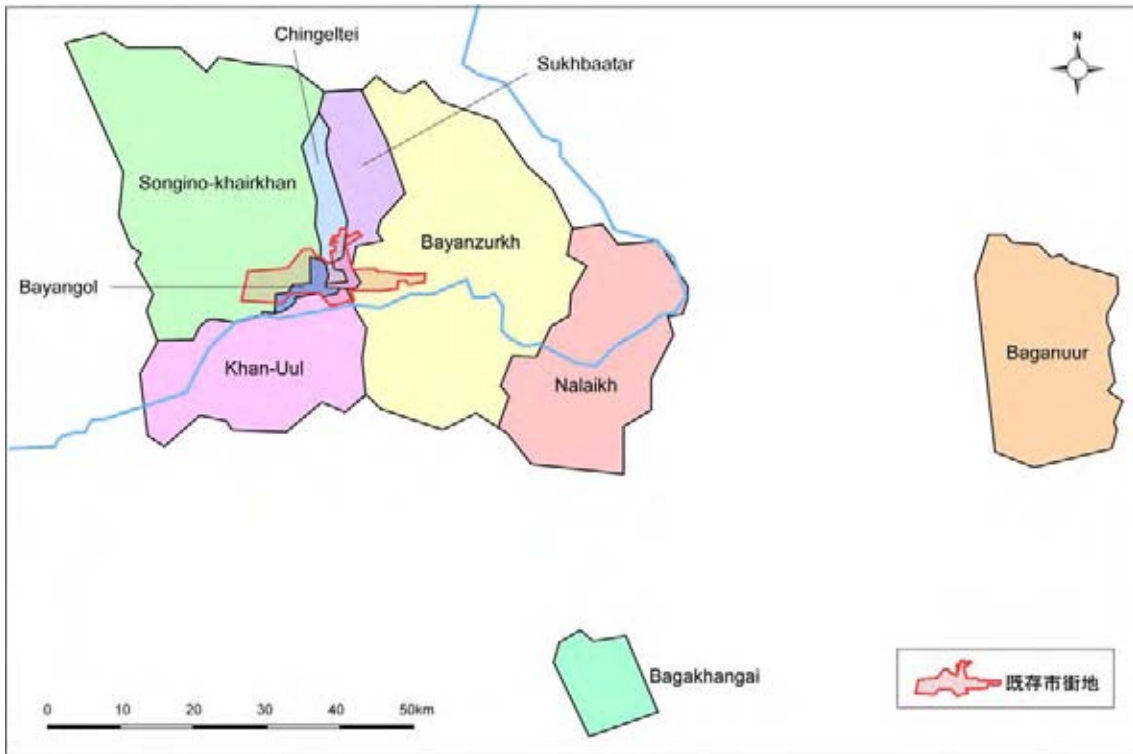 Chingeltei
N
Sukhbaatar
Songino-khairkhan
Bayanzurkh
Bayangol
Baganuur
Khan-Uul
Nalaikh
Bagakhangai
既存市街地
0 10 20 30 40 50km